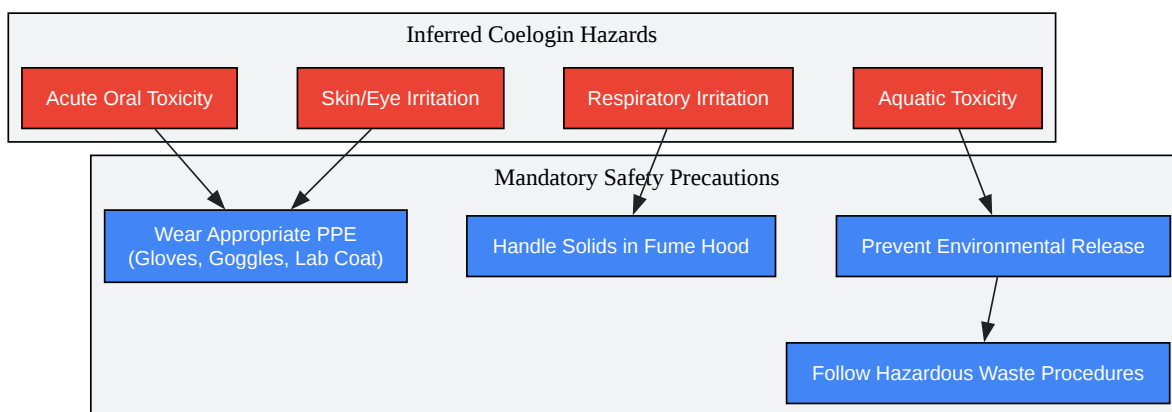 Inferred Coelogin Hazards
Acute Oral Toxicity
Skin/Eye Irritation
Respiratory Irritation
Aquatic Toxicity
Mandatory Safety Precautions
Wear Appropriate PPE
(Gloves, Goggles, Lab Coat)
Handle Solids in Fume Hood
Prevent Environmental Release
Follow Hazardous Waste Procedures